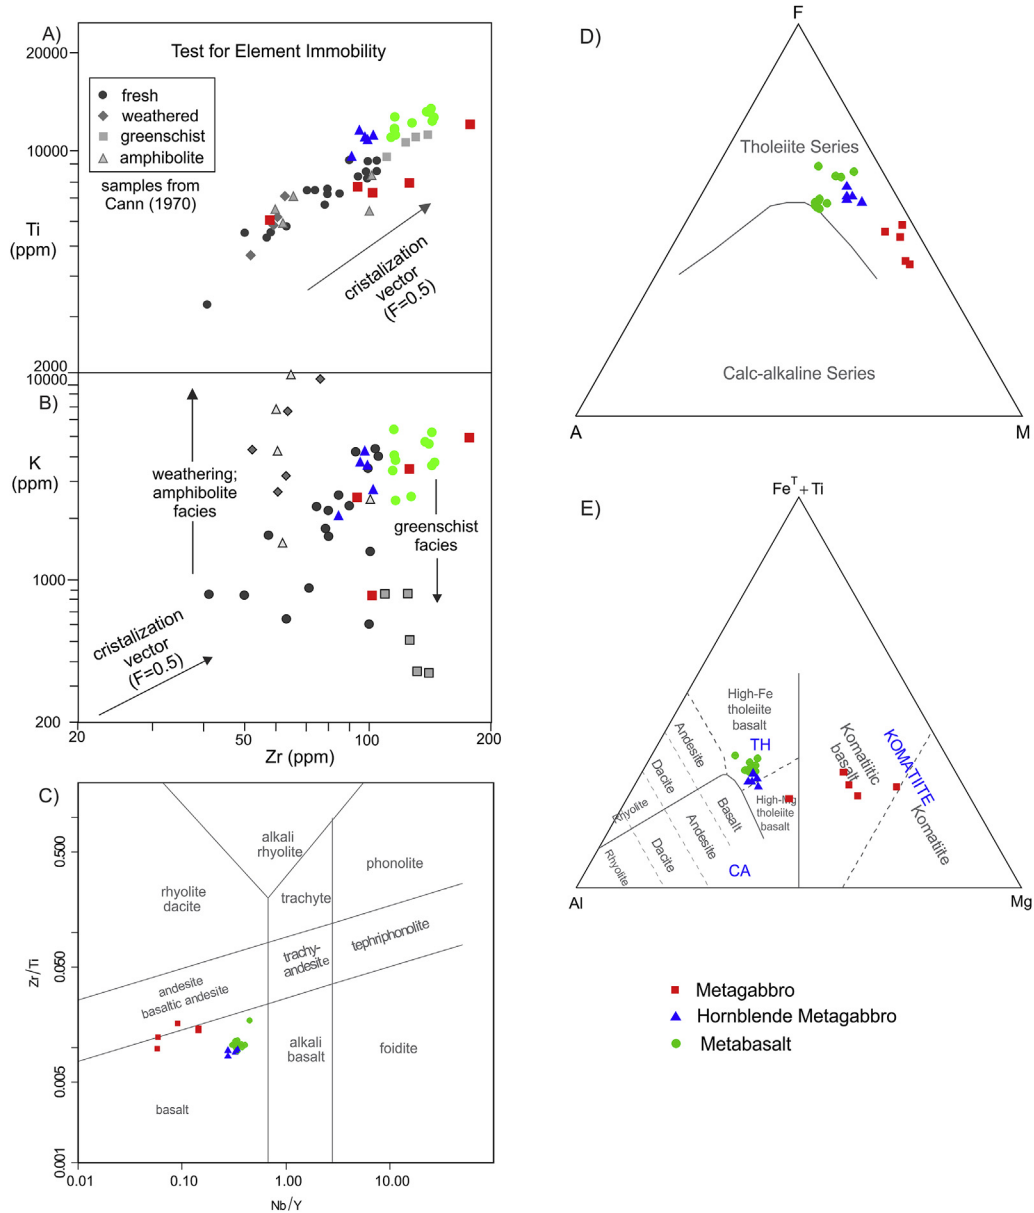 A)
20000
Test for Element Immobility
fresh
weathered
greenschist
amphibolite
samples from
Cann (1970)
10000
Ti
(ppm)
cristalization
vector
(F=0.5)
2000
10000
B)
K
(ppm)
weathering;
amphibolite
facies
greenschist
facies
1000
cristalization
vector
(F=0.5)
200
20
50
100
200
Zr (ppm)
C)
0.500
0.050
0.005
0.001
Zr/Ti
alkali
rhyolite
phonolite
rhyolite
dacite
trachyte
tephriphonolite
trachy-
andesite
andesite
basaltic andesite
alkali
basalt
foidite
basalt
0.01
0.10
1.00
10.00
Nb/Y
D)
F
Tholeiite Series
Calc-alkaline Series
A
M
E)
FeT + Ti
High-Fe
tholeiite
basalt
TH
Andesite
Dacite
Rhyolite
High-Mg
tholeiite
basalt
Basalt
Andesite
Dacite
Rhyolite
CA
Komatiitic
basalt
KOMATIITE
Komatiite
Al
Mg
Metagabbro
Hornblende Metagabbro
Metabasalt